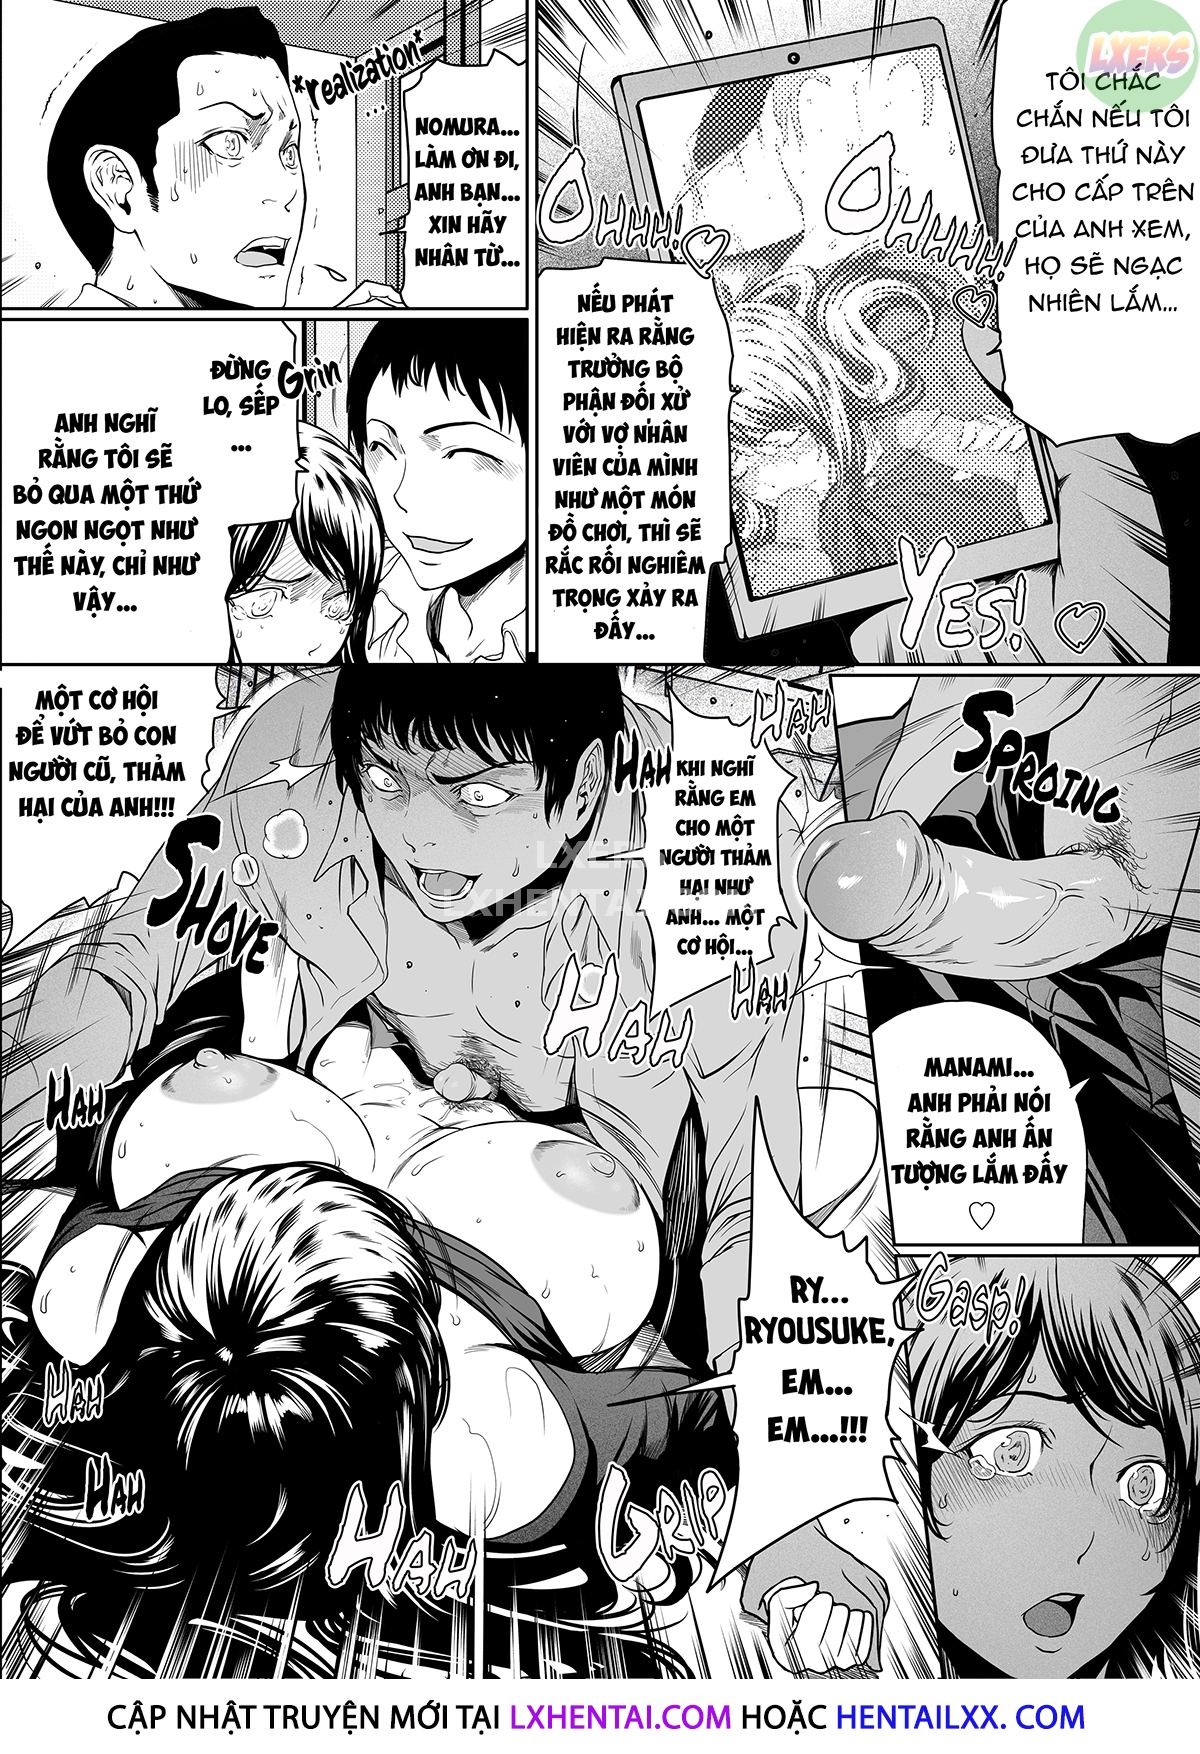 LXERS
TÔI CHẮC
CHẮN NẾU TÔI
ĐƯA THỨ NÀY
CHO CẤP TRÊN
CỦA ANH XEM,
HỌ SẼ NGẠC
NHIÊN LẮM...
OHHH!♡
OHHHHH!♡
YES! ♡
NẾU PHÁT
HIỆN RA RẰNG
TRƯỞNG BỘ
PHẬN ĐỐI XỬ
VỚI VỢ NHÂN
VIÊN CỦA MÌNH
NHƯ MỘT MÓN
ĐỒ CHƠI, THÌ SẼ
RẮC RỐI NGHIÊM
TRỌNG XẢY RA
ĐẤY...
*realization*
...
NOMURA...
LÀM ƠN ĐI,
ANH BẠN...
XIN HÃY
NHÂN TỪ...
Grin
ĐỪNG
LO, SẾP
...
ANH NGHĨ
RẰNG TÔI SẼ
BỎ QUA MỘT THỨ
NGON NGỌT NHƯ
THẾ NÀY, CHỈ NHƯ
VẬY...
SPROING
MANAMI...
ANH PHẢI NÓI
RẰNG ANH ẤN
TƯỢNG LẮM ĐẤY
♡
HAH
HAH
KHI NGHĨ
RẰNG EM
CHO MỘT
NGƯỜI THẢM
HẠI NHƯ
ANH... MỘT
CƠ HỘI...
HAH
MỘT CƠ HỘI
ĐỂ VỨT BỎ CON
NGƯỜI CŨ, THẢM
HẠI CỦA ANH!!!
SHOVE
LXERS
HAH
HAH
HAH
Gasp!
RY...
RYOUSUKE,
EM...
EM...!!!
HAH
HAH
HAH
GRIP
CẬP NHẬT TRUYỆN MỚI TẠI LXHENTAI.COM HOẶC HENTAILXX. COM